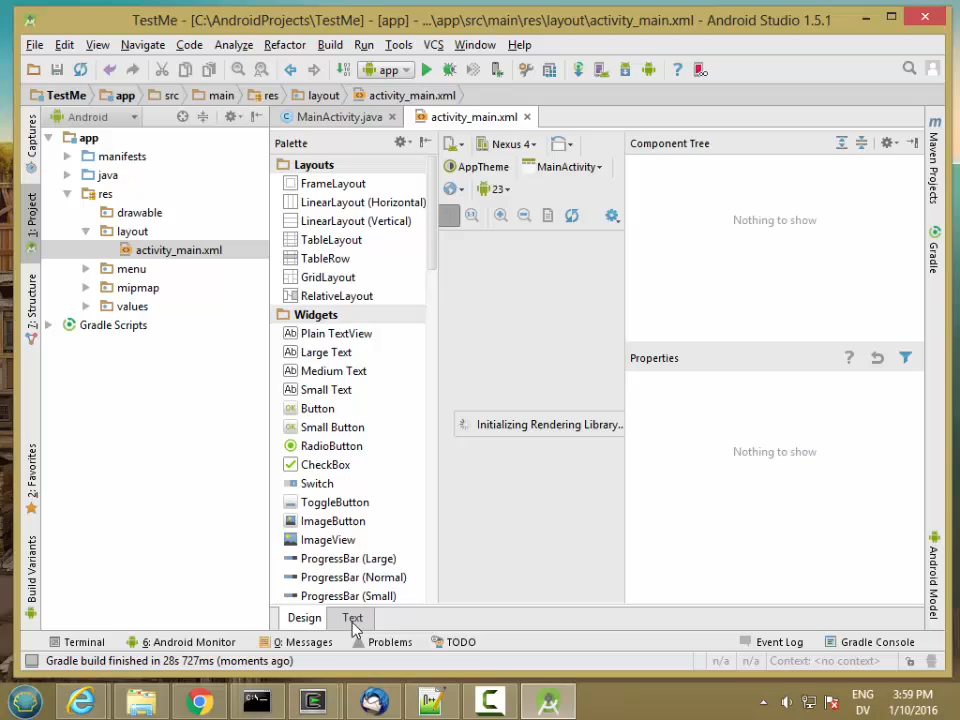 TestMe - [C:\AndroidProjects\TestMe] - [app] - ...\app\src\main\res\layout\activity_main.xml - Android Studio 1.5.1
File Edit View Navigate Code Analyze Refactor Build Run Tools VCS Window Help
app
TestMe app src main res layout activity_main.xml
Android
MainActivity.java activity_main.xml
Captures
1: Project
7: Structure
2: Favorites
Build Variants
app
manifests
java
res
drawable
layout
activity_main.xml
menu
mipmap
values
Gradle Scripts
Palette
Layouts
FrameLayout
LinearLayout (Horizontal)
LinearLayout (Vertical)
TableLayout
TableRow
GridLayout
RelativeLayout
Widgets
Plain TextView
Large Text
Medium Text
Small Text
Button
Small Button
RadioButton
CheckBox
Switch
ToggleButton
ImageButton
ImageView
ProgressBar (Large)
ProgressBar (Normal)
ProgressBar (Small)
Nexus 4
AppTheme MainActivity
23
Initializing Rendering Library..
Component Tree
Nothing to show
Properties
Nothing to show
Maven Projects
Gradle
Android Model
Design Text
Terminal 6: Android Monitor 0: Messages Problems TODO Event Log Gradle Console
Gradle build finished in 28s 727ms (moments ago) n/a n/a Context: <no context>
ENG 3:59 PM
DV 1/10/2016